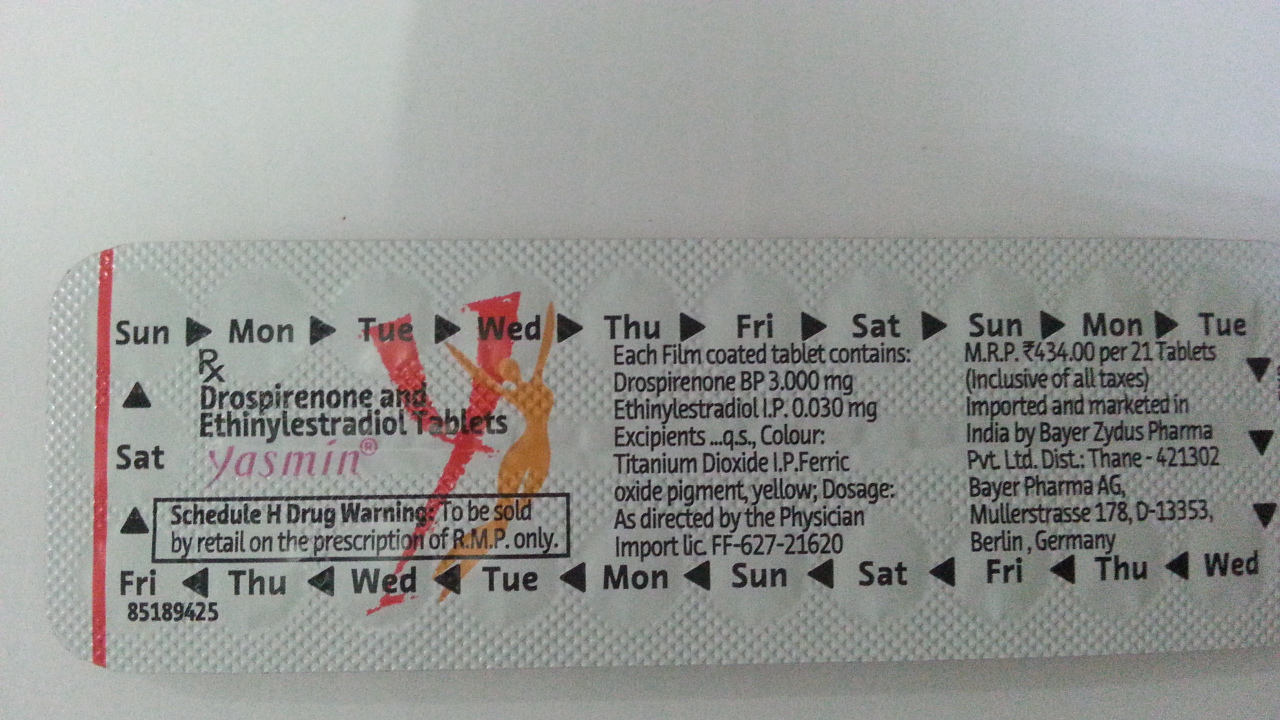 Sun Mon Tue Wed Thu Fri Sat Sun Mon Tue
Rx
Drospirenone and
Ethinylestradiol Tablets
yasmin®
Sat
Schedule H Drug Warning: To be sold
by retail on the prescription of R.M.P. only.
Each Film coated tablet contains:
Drospirenone BP 3.000 mg
Ethinylestradiol I.P. 0.030 mg
Excipients ...q.s., Colour:
Titanium Dioxide I.P.Ferric
oxide pigment, yellow; Dosage:
As directed by the Physician
Import lic. FF-627-21620
M.R.P. ₹434.00 per 21 Tablets
(Inclusive of all taxes)
Imported and marketed in
India by Bayer Zydus Pharma
Pvt. Ltd. Dist.: Thane - 421302
Bayer Pharma AG,
Mullerstrasse 178, D-13353,
Berlin , Germany
Fri Thu Wed Tue Mon Sun Sat Fri Thu Wed
85189425